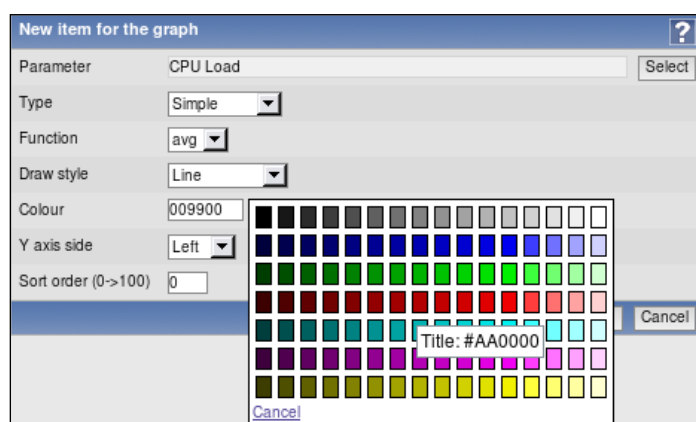 New item for the graph ?
Parameter CPU Load Select
Type Simple
Function avg
Draw style Line
Colour 009900
Y axis side Left
Sort order (0->100) 0
Cancel
Title: #AA0000
Cancel